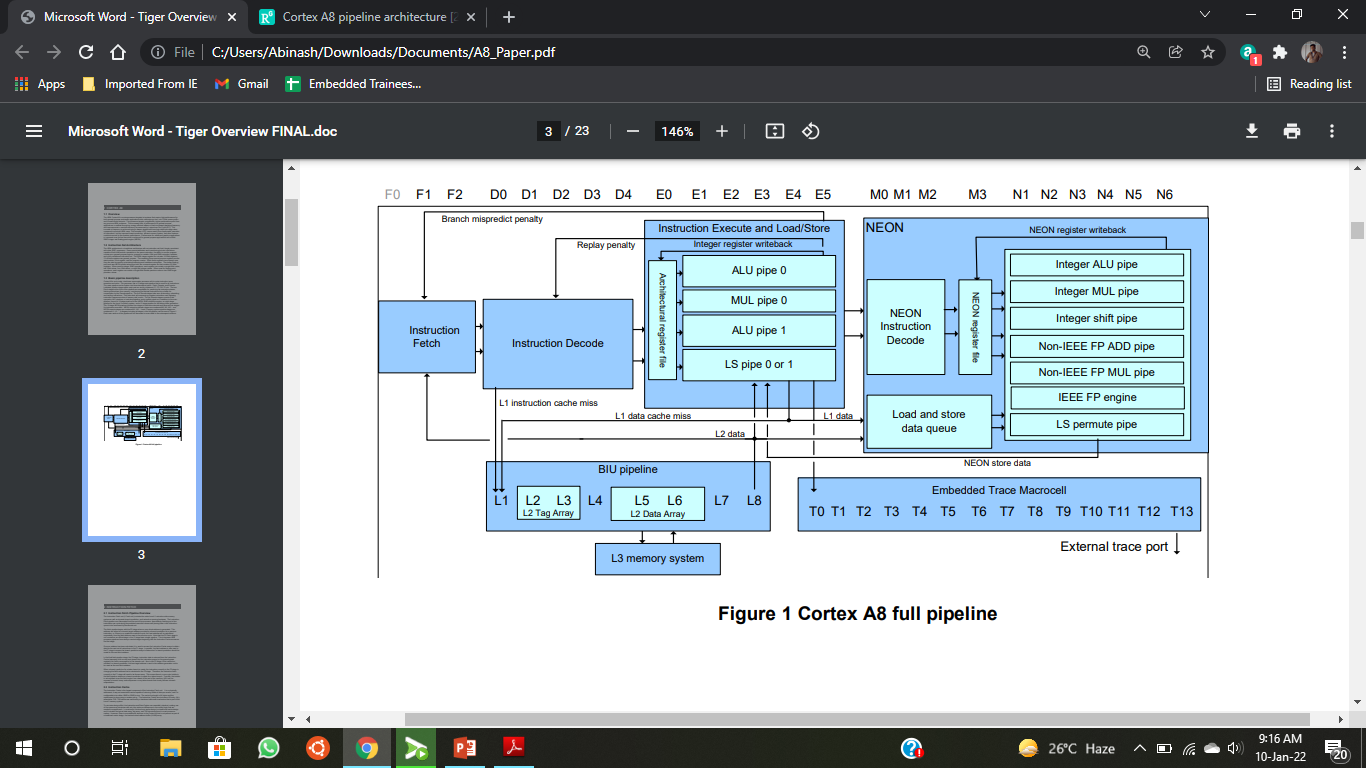 Microsoft Word - Tiger Overview
Cortex A8 pipeline architecture [2
File
C:/Users/Abinash/Downloads/Documents/A8_Paper.pdf
1
Apps
Imported From IE
Gmail
Embedded Trainees...
Reading list
Microsoft Word - Tiger Overview FINAL.doc
3 / 23
146%
2
3
F0 F1 F2 D0 D1 D2 D3 D4 E0 E1 E2 E3 E4 E5 M0 M1 M2 M3 N1 N2 N3 N4 N5 N6
Branch mispredict penalty
Instruction Execute and Load/Store
NEON
NEON register writeback
Replay penalty
Integer register writeback
Architectural register file
ALU pipe 0
MUL pipe 0
ALU pipe 1
LS pipe 0 or 1
Instruction
Fetch
Instruction Decode
NEON
Instruction
Decode
NEON register file
Integer ALU pipe
Integer MUL pipe
Integer shift pipe
Non-IEEE FP ADD pipe
Non-IEEE FP MUL pipe
IEEE FP engine
LS permute pipe
L1 instruction cache miss
L1 data cache miss
L1 data
Load and store
data queue
L2 data
NEON store data
BIU pipeline
L1 L2 L3 L4 L5 L6 L7 L8
L2 Tag Array
L2 Data Array
Embedded Trace Macrocell
T0 T1 T2 T3 T4 T5 T6 T7 T8 T9 T10 T11 T12 T13
L3 memory system
External trace port
Figure 1 Cortex A8 full pipeline
26°C Haze
9:16 AM
10-Jan-22
20